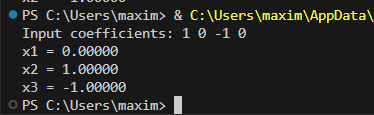 PS C:\Users\maxim> & C:\Users\maxim\AppData\
Input coefficients: 1 0 -1 0
x1 = 0.00000
x2 = 1.00000
x3 = -1.00000
PS C:\Users\maxim>